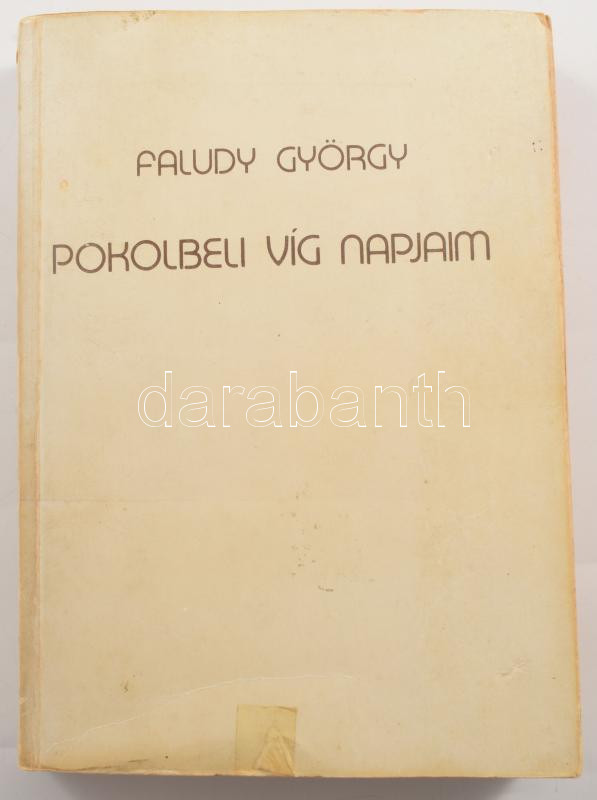 FALUDY GYÖRGY
POKOLBELI VÍG NAPJAIM
darabanth